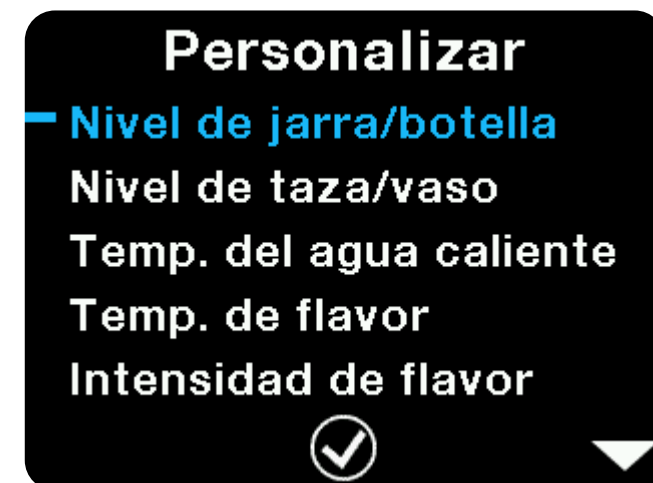 Personalizar
Nivel de jarra/botella
Nivel de taza/vaso
Temp. del agua caliente
Temp. de flavor
Intensidad de flavor